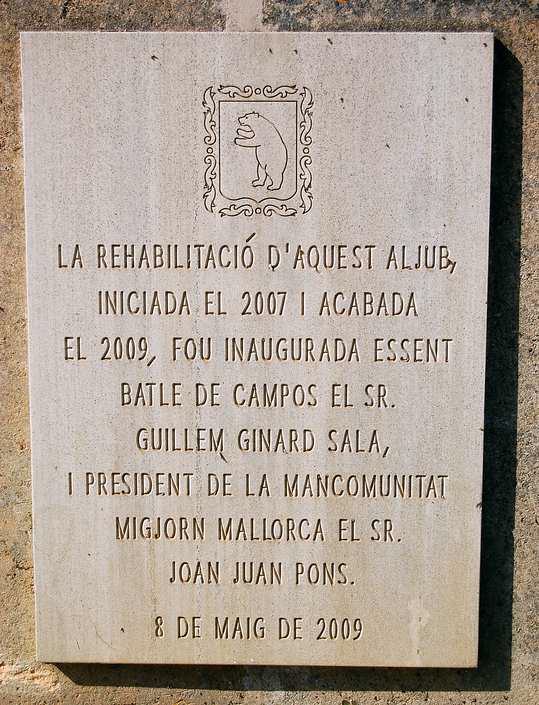 LA REHABILITACIÓ D'AQUEST ALJUB,
INICIADA EL 2007 I ACABADA
EL 2009, FOU INAUGURADA ESSENT
BATLE DE CAMPOS EL SR.
GUILLEM GINARD SALA,
I PRESIDENT DE LA MANCOMUNITAT
MIGJORN MALLORCA EL SR.
JOAN JUAN PONS.
8 DE MAIG DE 2009